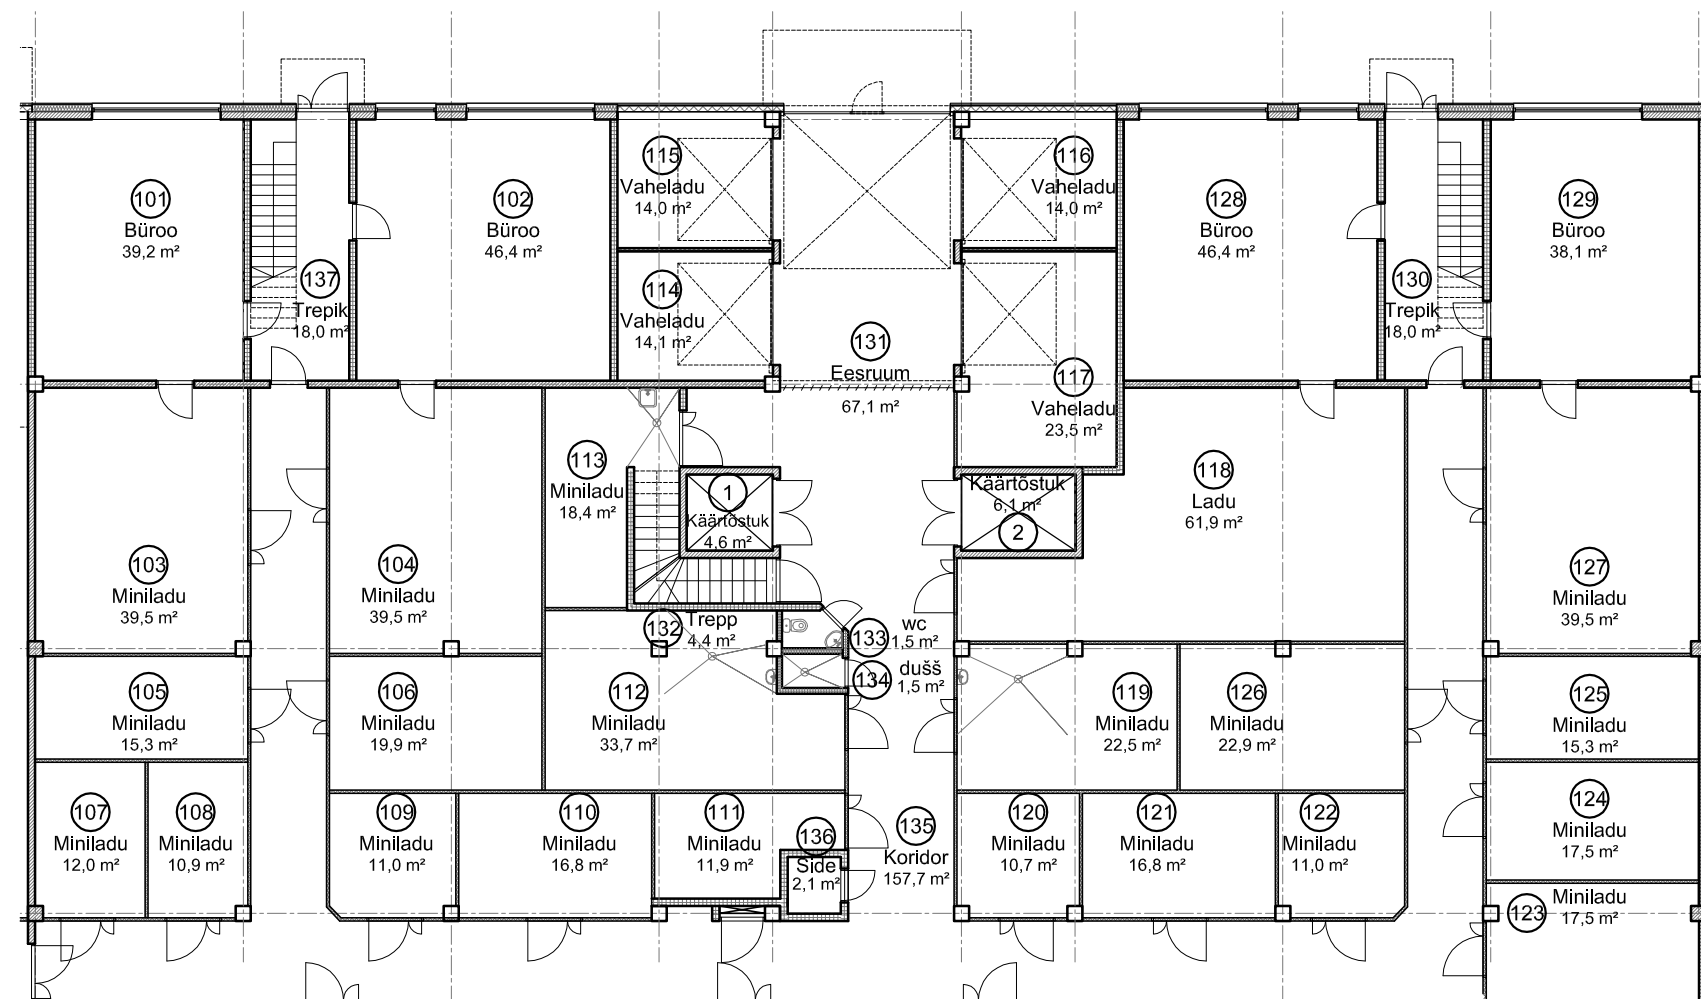 115
Vaheladu
14,0 m²
116
Vaheladu
14,0 m²
101
Büroo
39,2 m²
102
Büroo
46,4 m²
128
Büroo
46,4 m²
129
Büroo
38,1 m²
137
Trepik
18,0 m²
114
Vaheladu
14,1 m²
131
Eesruum
67,1 m²
130
Trepik
18,0 m²
117
Vaheladu
23,5 m²
113
Miniladu
18,4 m²
1
Käärtõstuk
4,6 m²
Käärtõstuk
6,1 m²
2
118
Ladu
61,9 m²
103
Miniladu
39,5 m²
104
Miniladu
39,5 m²
127
Miniladu
39,5 m²
132
Trepp
4,4 m²
133
wc
1,5 m²
134
dušš
1,5 m²
105
Miniladu
15,3 m²
106
Miniladu
19,9 m²
112
Miniladu
33,7 m²
119
Miniladu
22,5 m²
126
Miniladu
22,9 m²
125
Miniladu
15,3 m²
107
Miniladu
12,0 m²
108
Miniladu
10,9 m²
109
Miniladu
11,0 m²
110
Miniladu
16,8 m²
111
Miniladu
11,9 m²
136
Side
2,1 m²
135
Koridor
157,7 m²
120
Miniladu
10,7 m²
121
Miniladu
16,8 m²
122
Miniladu
11,0 m²
124
Miniladu
17,5 m²
123
Miniladu
17,5 m²